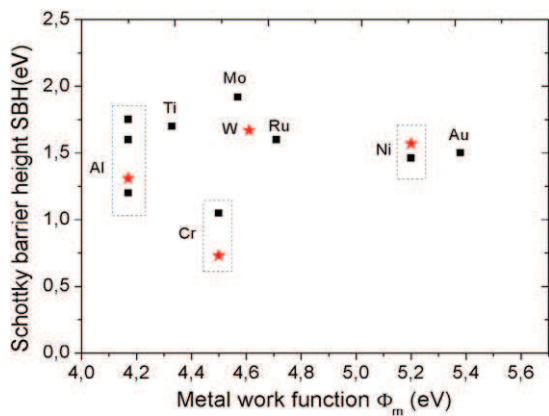 Schottky barrier height SBH(eV)
2,5
2,0
1,5
1,0
0,5
0,0
Mo
Ti
W
Ru
Au
Ni
Al
Cr
4,0 4,2 4,4 4,6 4,8 5,0 5,2 5,4 5,6
Metal work function Φm (eV)